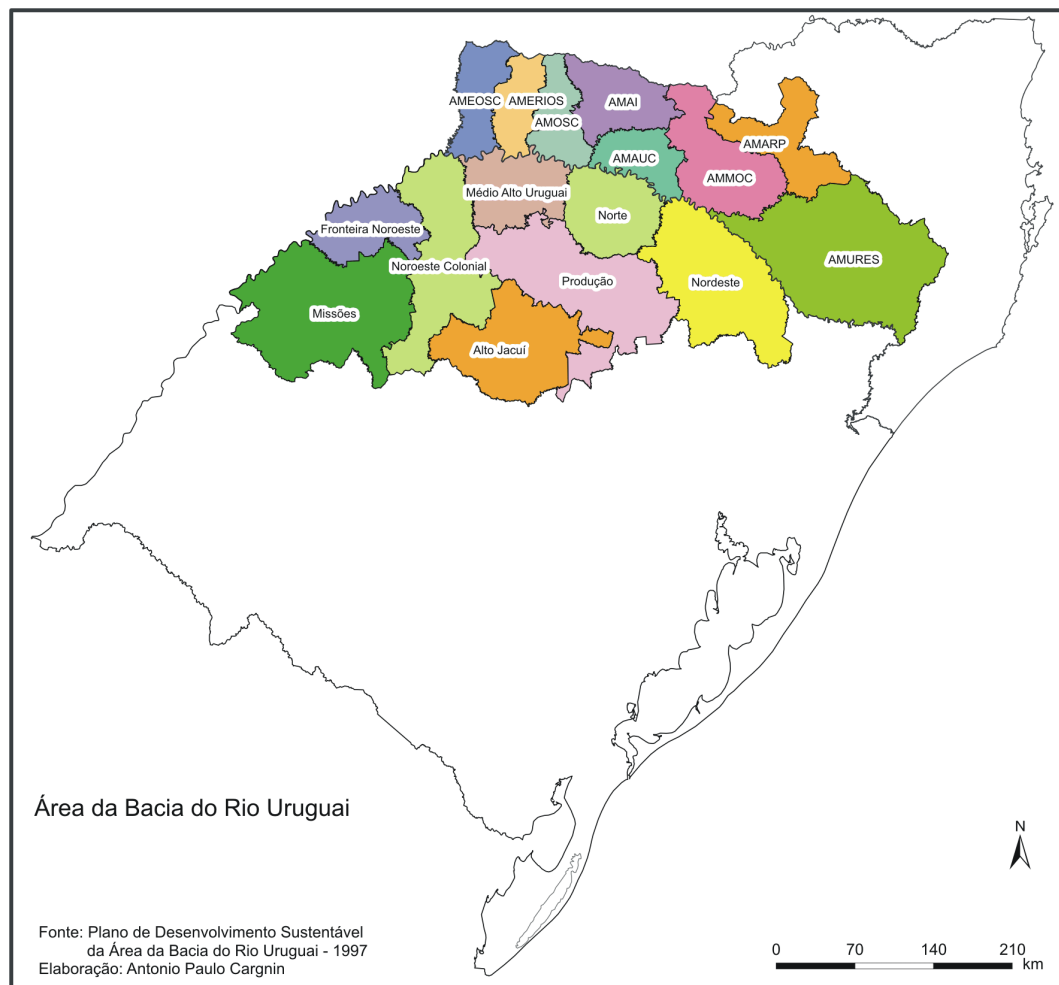 AMEOSC
AMERIOS
AMOSC
AMAI
AMARP
AMAUC
AMMOC
Médio Alto Uruguai
Norte
Fronteira Noroeste
AMURES
Noroeste Colonial
Produção
Nordeste
Missões
Alto Jacuí
Área da Bacia do Rio Uruguai
N
Fonte: Plano de Desenvolvimento Sustentável
da Área da Bacia do Rio Uruguai - 1997
Elaboração: Antonio Paulo Cargnin
0 70 140 210
km